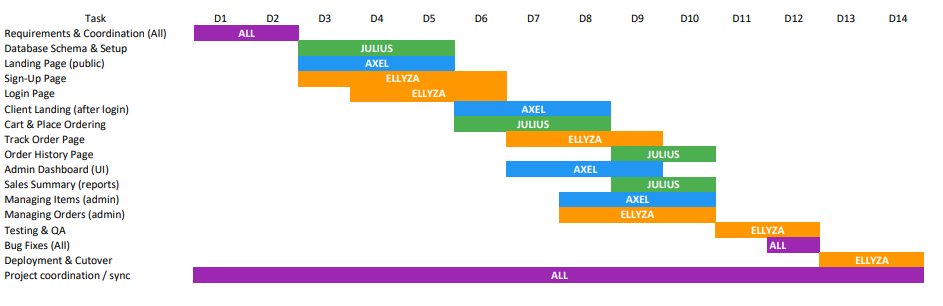 Task D1 D2 D3 D4 D5 D6 D7 D8 D9 D10 D11 D12 D13 D14
Requirements & Coordination (All) ALL
Database Schema & Setup JULIUS
Landing Page (public) AXEL
Sign-Up Page ELLYZA
Login Page ELLYZA
Client Landing (after login) AXEL
Cart & Place Ordering JULIUS
Track Order Page ELLYZA
Order History Page JULIUS
Admin Dashboard (UI) AXEL
Sales Summary (reports) JULIUS
Managing Items (admin) AXEL
Managing Orders (admin) ELLYZA
Testing & QA ELLYZA
Bug Fixes (All) ALL
Deployment & Cutover ELLYZA
Project coordination / sync ALL